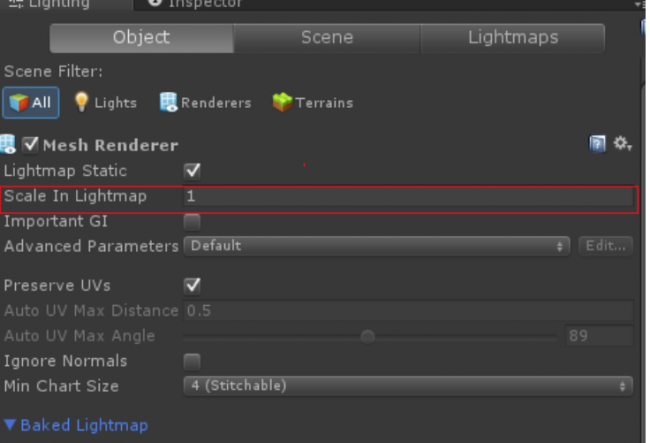 Lighting Inspector
Object Scene Lightmaps
Scene Filter:
All Lights Renderers Terrains
Mesh Renderer
Lightmap Static
Scale In Lightmap 1
Important GI
Advanced Parameters Default Edit...
Preserve UVs
Auto UV Max Distance 0.5
Auto UV Max Angle 89
Ignore Normals
Min Chart Size 4 (Stitchable)
Baked Lightmap